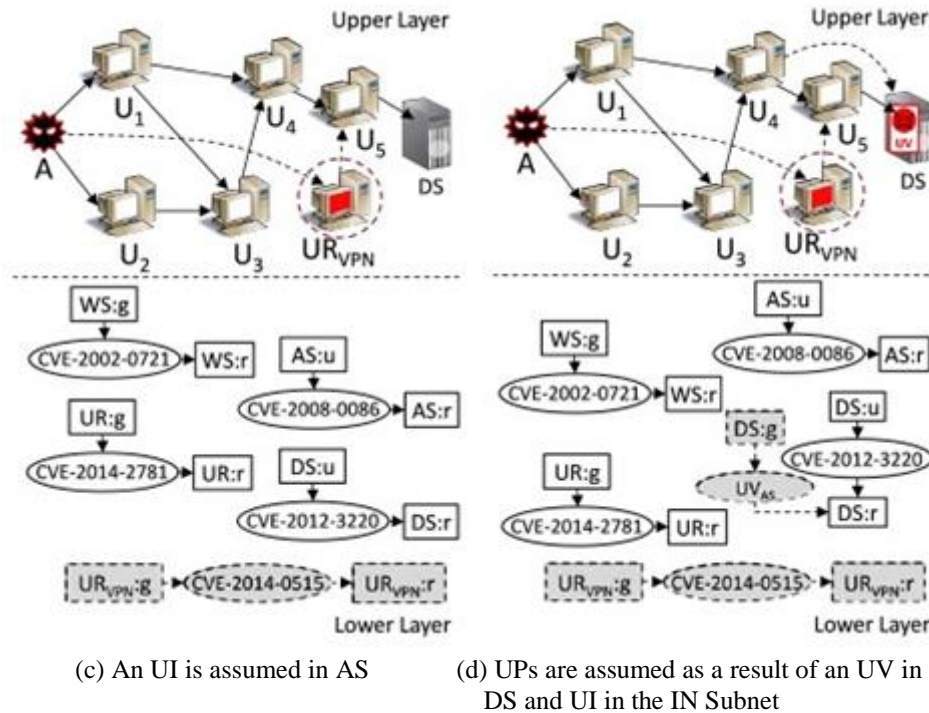 Upper Layer
U1
U4
U5
A
DS
U2
U3
URVPN
WS:g
CVE-2002-0721
WS:r
AS:u
CVE-2008-0086
AS:r
UR:g
CVE-2014-2781
UR:r
DS:u
CVE-2012-3220
DS:r
URVPN:g
CVE-2014-0515
URVPN:r
Lower Layer
(c) An UI is assumed in AS
Upper Layer
U1
U4
U5
UV
A
DS
U2
U3
URVPN
AS:u
CVE-2008-0086
AS:r
WS:g
CVE-2002-0721
WS:r
DS:g
DS:u
CVE-2012-3220
UVAS
DS:r
UR:g
CVE-2014-2781
UR:r
URVPN:g
CVE-2014-0515
URVPN:r
Lower Layer
(d) UPs are assumed as a result of an UV in
DS and UI in the IN Subnet